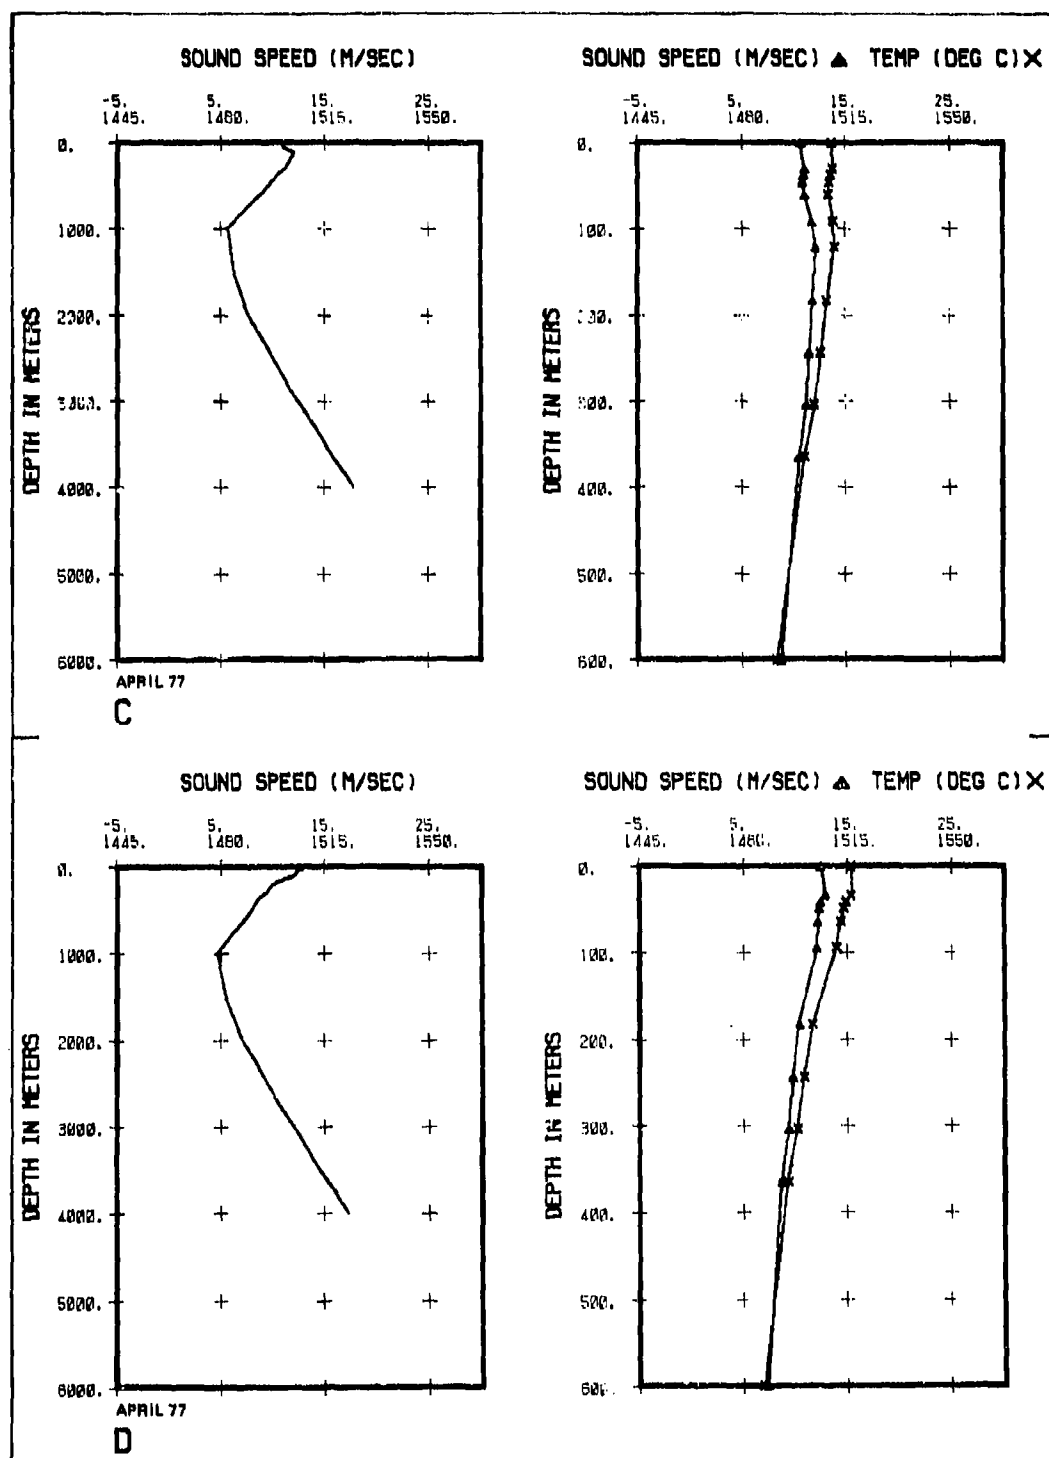 SOUND SPEED (M/SEC)
SOUND SPEED (M/SEC) ▲ TEMP (DEG C) X
-5. 5. 15. 25.
1445. 1480. 1515. 1550.
-5. 5. 15. 25.
1445. 1480. 1515. 1550.
DEPTH IN METERS
0.
1000.
2000.
4000.
5000.
6000.
DEPTH IN METERS
0.
100.
400.
500.
600.
APRIL 77
C
SOUND SPEED (M/SEC)
SOUND SPEED (M/SEC) ▲ TEMP (DEG C) X
-5. 5. 15. 25.
1445. 1480. 1515. 1550.
-5. 5. 15. 25.
1445. 1480. 1515. 1550.
DEPTH IN METERS
0.
1000.
2000.
3000.
4000.
5000.
6000.
DEPTH IN METERS
0.
100.
200.
300.
400.
500.
APRIL 77
D